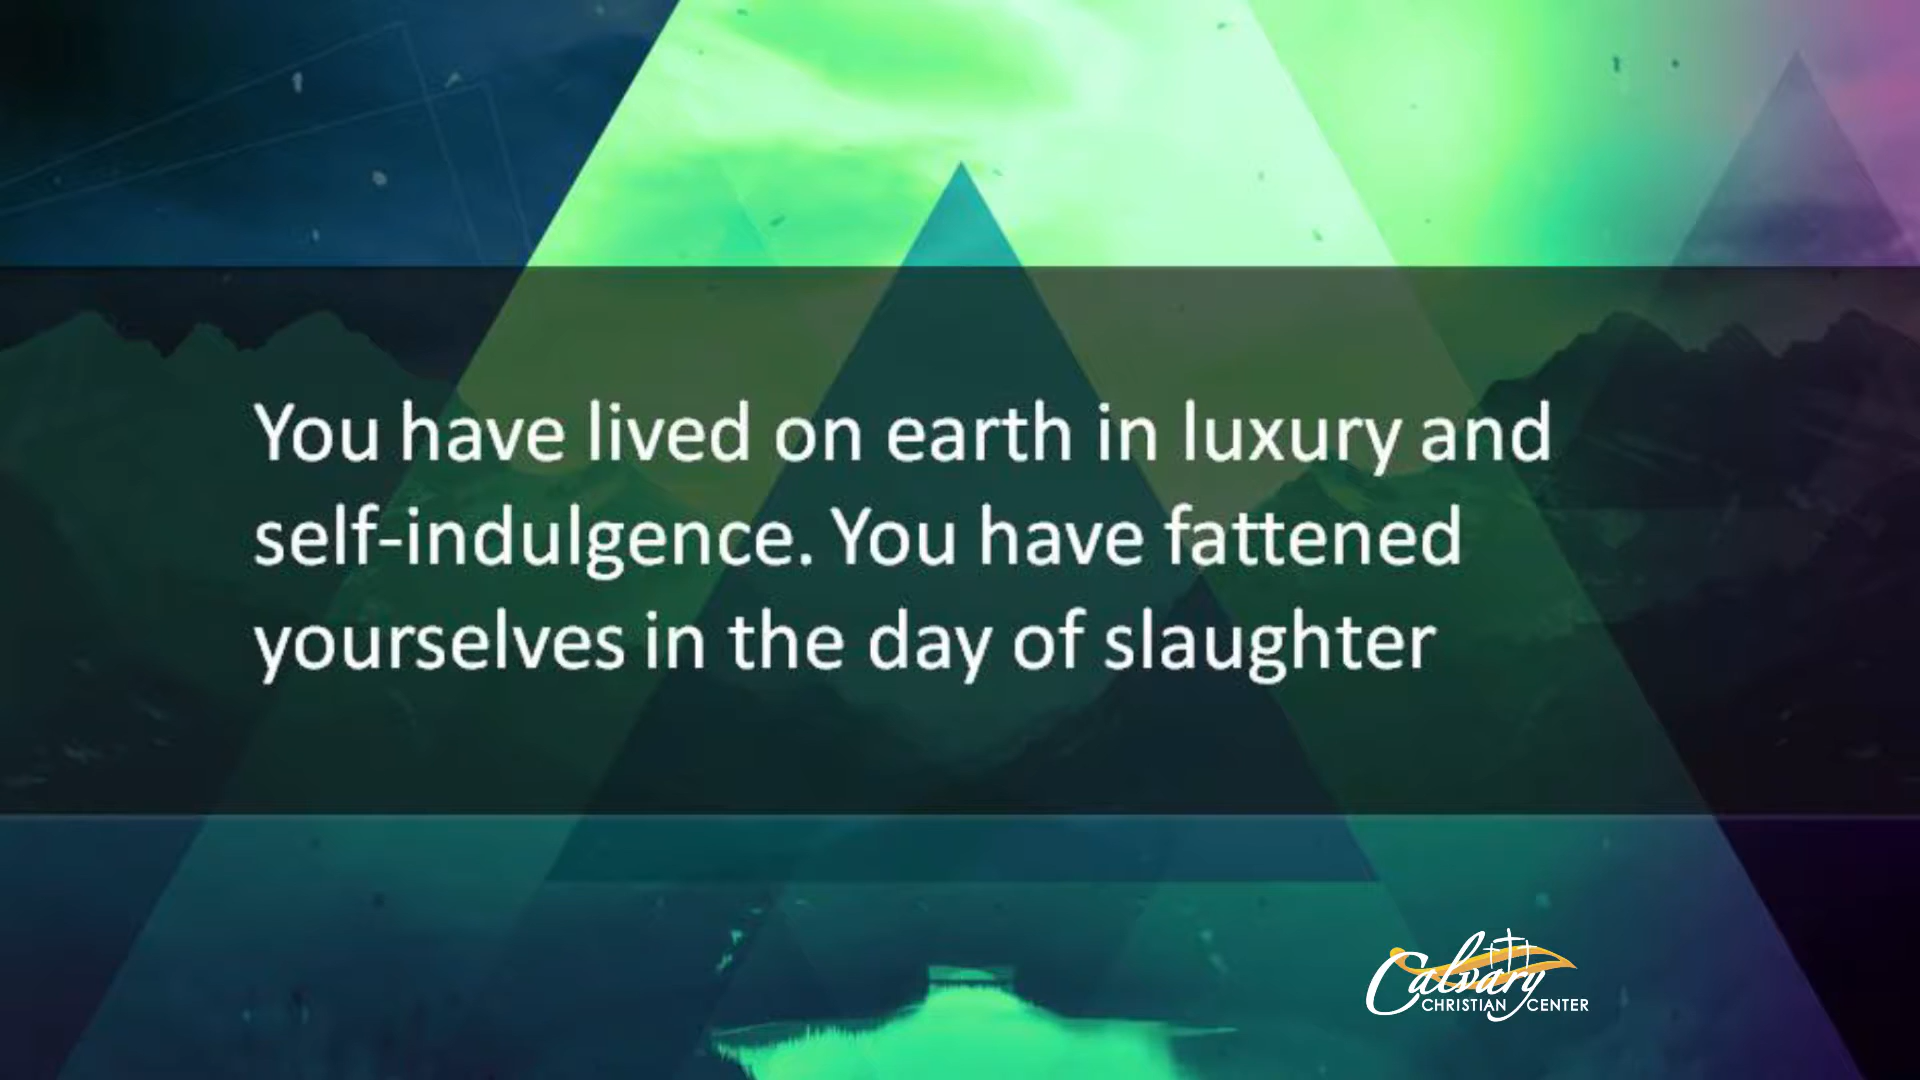 You have lived on earth in luxury and
self-indulgence. You have fattened
yourselves in the day of slaughter
Calvary
CHRISTIAN CENTER